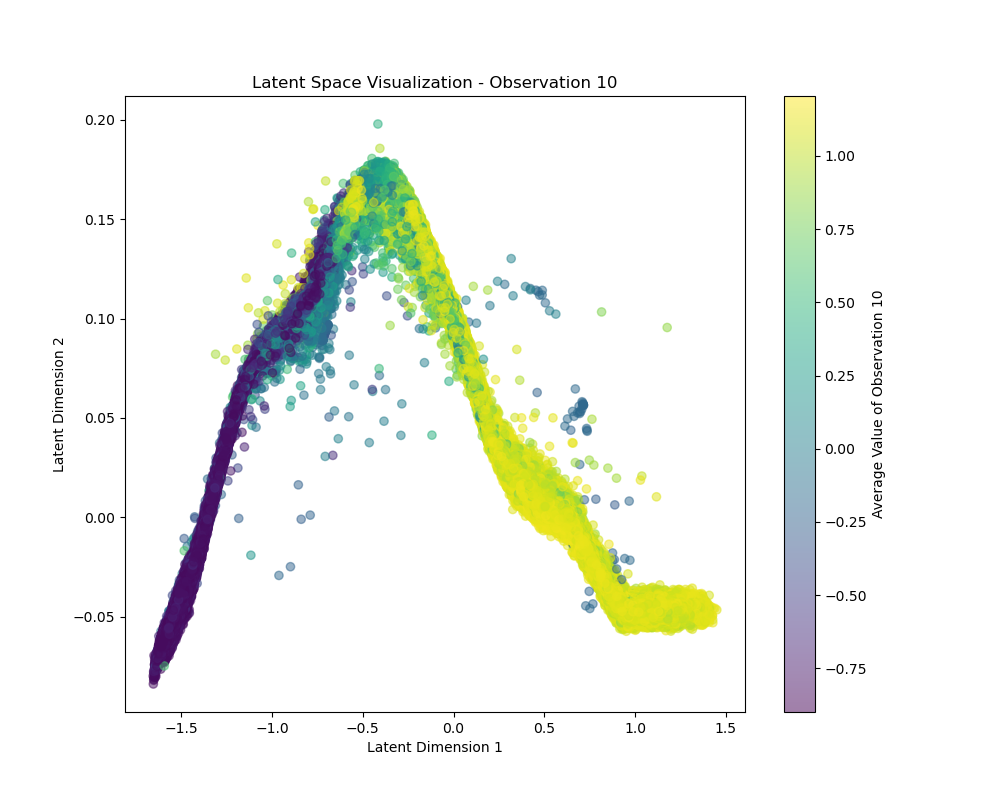 Latent Space Visualization - Observation 10
0.20
0.15
0.10
0.05
0.00
−0.05
Latent Dimension 2
−1.5 −1.0 −0.5 0.0 0.5 1.0 1.5
Latent Dimension 1
1.00
0.75
0.50
0.25
0.00
−0.25
−0.50
−0.75
Average Value of Observation 10